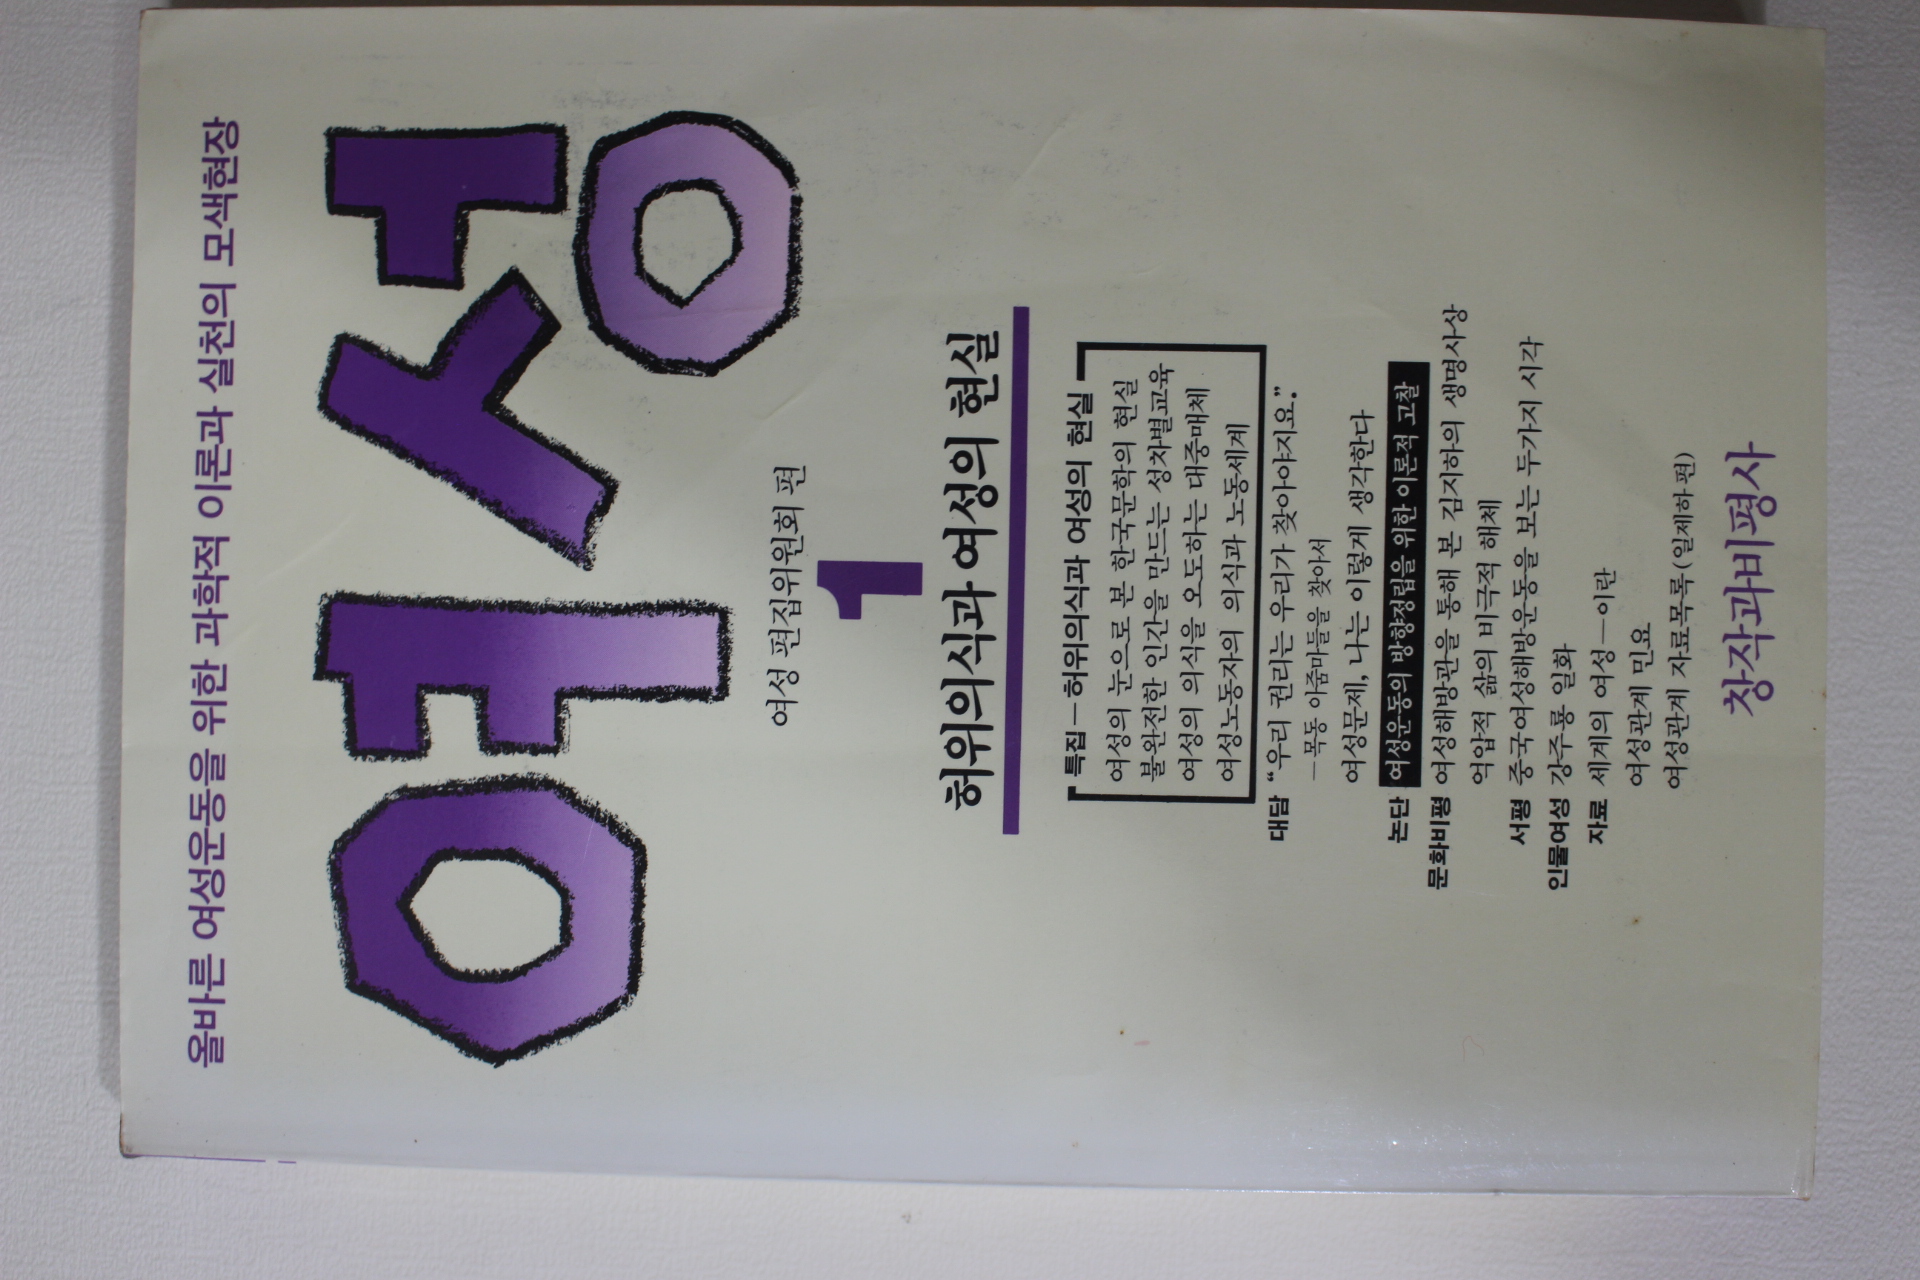 올바른 여성운동을 위한 과학적 이론과 실천의 모색현장
여성
여성 편집위원회 편
1
허위의식과 여성의 현실
특집—허위의식과 여성의 현실
여성의 눈으로 본 한국문학의 현실
불완전한 인간을 만드는 성차별교육
여성의 의식을 오도하는 대중매체
여성노동자의 의식과 노동세계
대담 “우리 권리는 우리가 찾아야지요.”
—목동 아줌마들을 찾아서
여성문제, 나는 이렇게 생각한다
논단 여성운동의 방향정립을 위한 이론적 고찰
문화비평 여성해방관을 통해 본 김지하의 생명사상
억압적 삶의 비극적 해체
서평 중국여성해방운동을 보는 두가지 시각
인물여성 강주룡 일화
자료 세계의 여성—이란
여성관계 민요
여성관계 자료목록(일제하 편)
창작과비평사